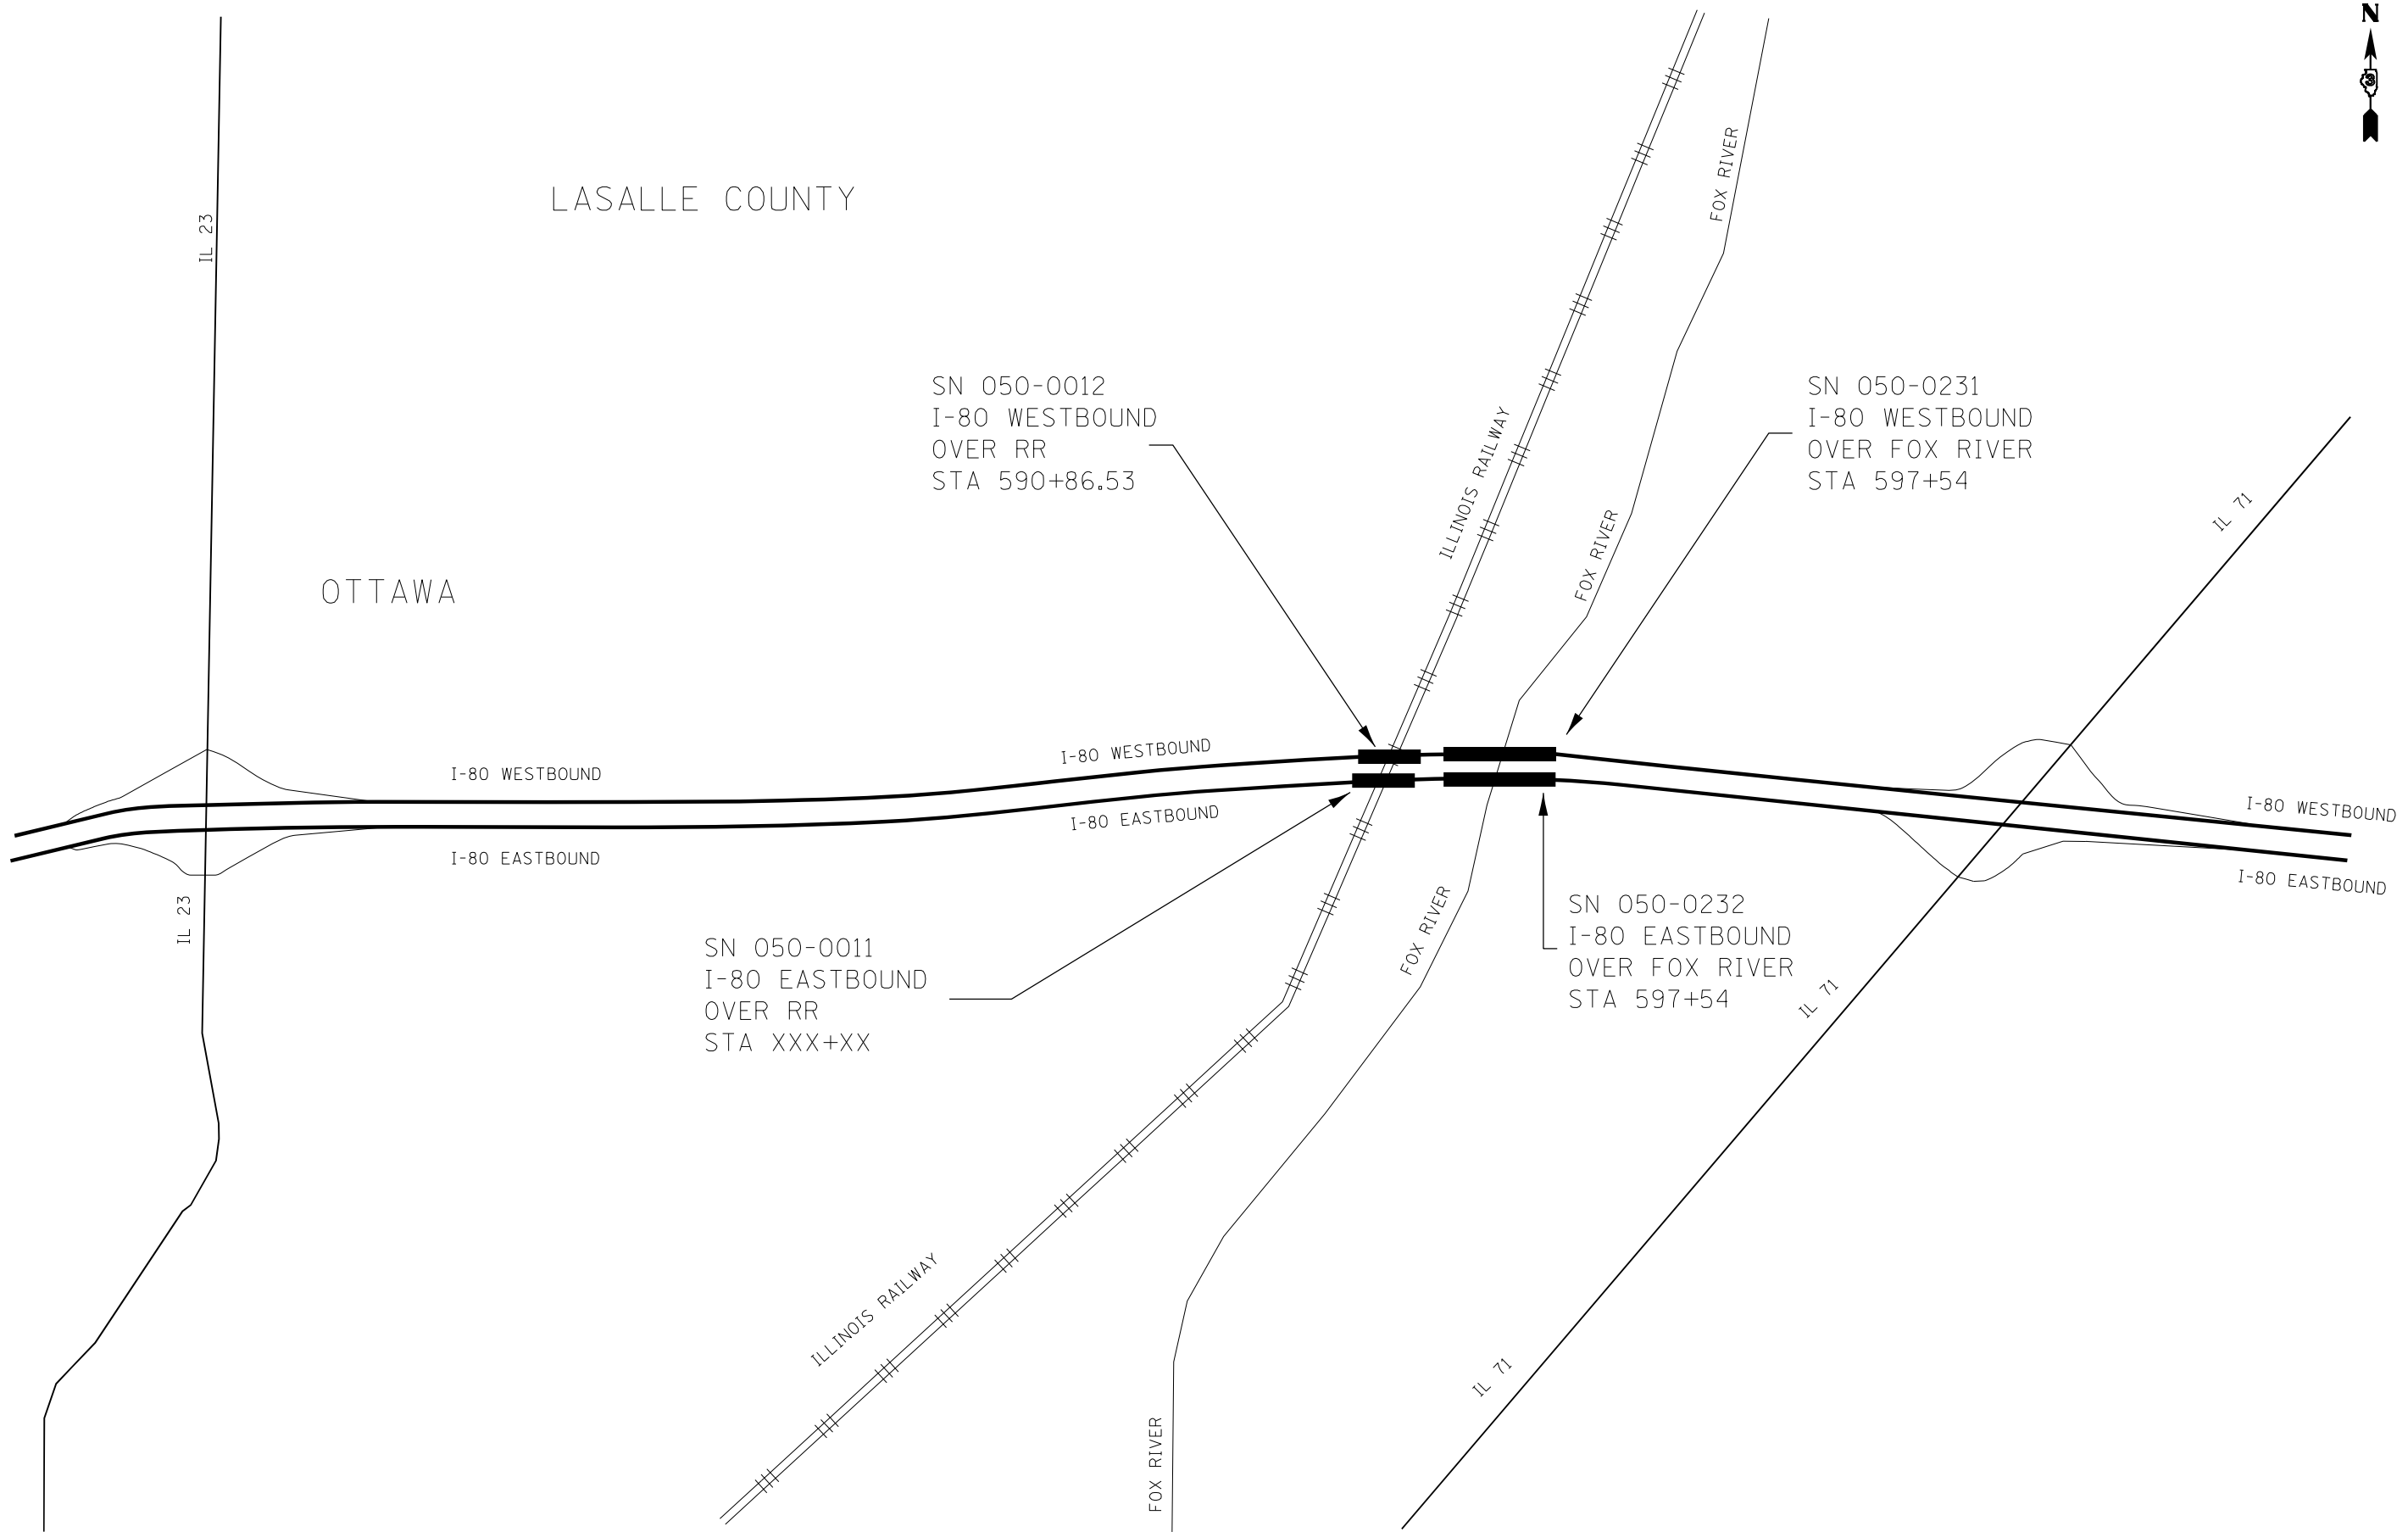 N
3
LASALLE COUNTY
IL 23
FOX RIVER
SN 050-0012
I-80 WESTBOUND
OVER RR
STA 590+86.53
ILLINOIS RAILWAY
SN 050-0231
I-80 WESTBOUND
OVER FOX RIVER
STA 597+54
IL 71
FOX RIVER
OTTAWA
I-80 WESTBOUND
I-80 WESTBOUND
I-80 WESTBOUND
I-80 EASTBOUND
I-80 EASTBOUND
I-80 EASTBOUND
IL 23
SN 050-0011
I-80 EASTBOUND
OVER RR
STA XXX+XX
FOX RIVER
SN 050-0232
I-80 EASTBOUND
OVER FOX RIVER
STA 597+54
IL 71
ILLINOIS RAILWAY
IL 71
FOX RIVER